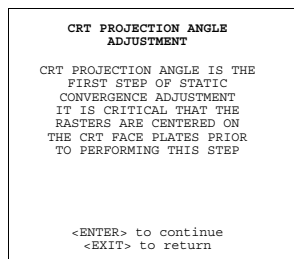 CRT PROJECTION ANGLE
ADJUSTMENT
CRT PROJECTION ANGLE IS THE
FIRST STEP OF STATIC
CONVERGENCE ADJUSTMENT
IT IS CRITICAL THAT THE
RASTERS ARE CENTERED ON
THE CRT FACE PLATES PRIOR
TO PERFORMING THIS STEP
<ENTER> to continue
<EXIT> to return